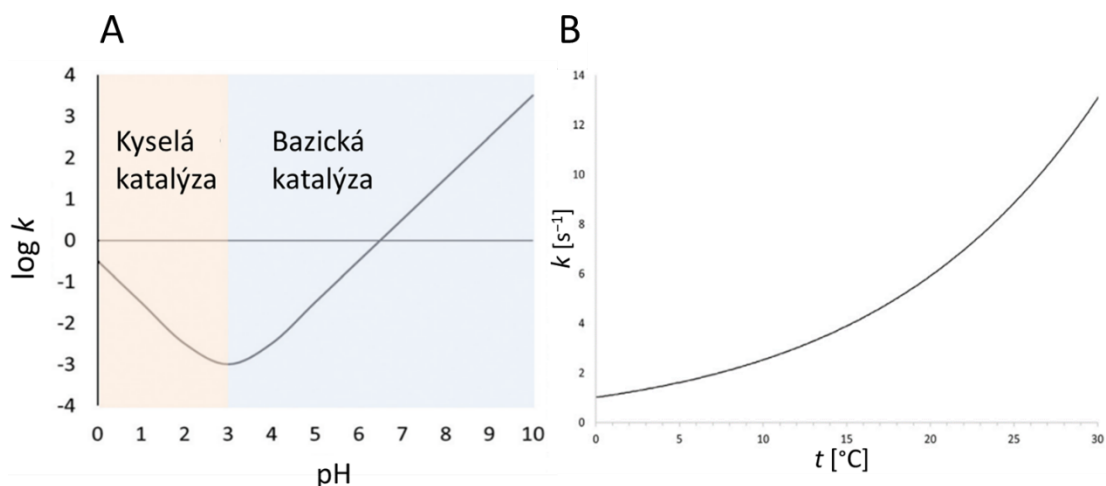 A
4
3
2
1
0
-1
-2
-3
-4
log k
Kyselá
katalýza
Bazická
katalýza
0 1 2 3 4 5 6 7 8 9 10
pH
B
14
12
10
8
6
4
2
0
k [s⁻¹]
0 5 10 15 20 25 30
t [°C]